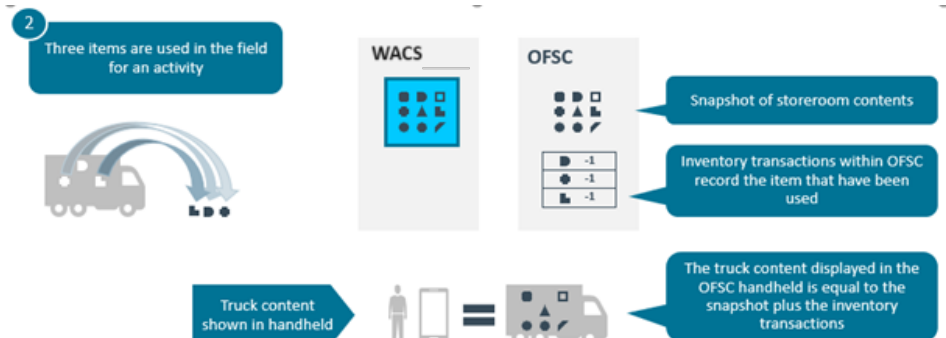 2
Three items are used in the field
for an activity
WACS
OFSC
Snapshot of storeroom contents
-1
-1
-1
Inventory transactions within OFSC
record the item that have been
used
Truck content
shown in handheld
The truck content displayed in the
OFSC handheld is equal to the
snapshot plus the inventory
transactions